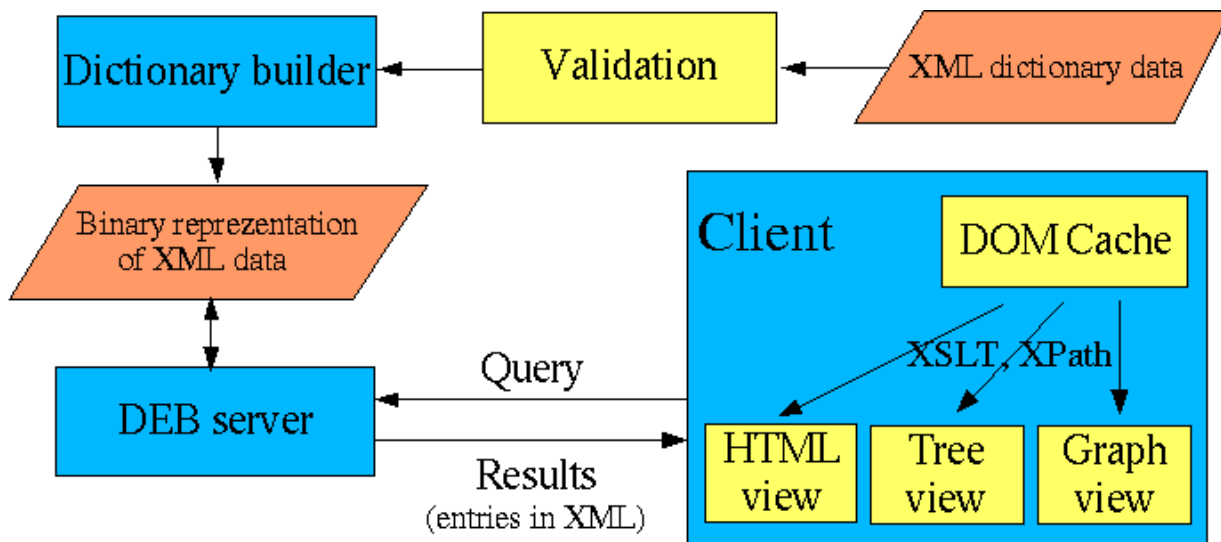 Dictionary builder
Validation
XML dictionary data
Binary reprezentation
of XML data
Client
DOM Cache
XSLT, XPath
Query
DEB server
Results
(entries in XML)
HTML
view
Tree
view
Graph
view